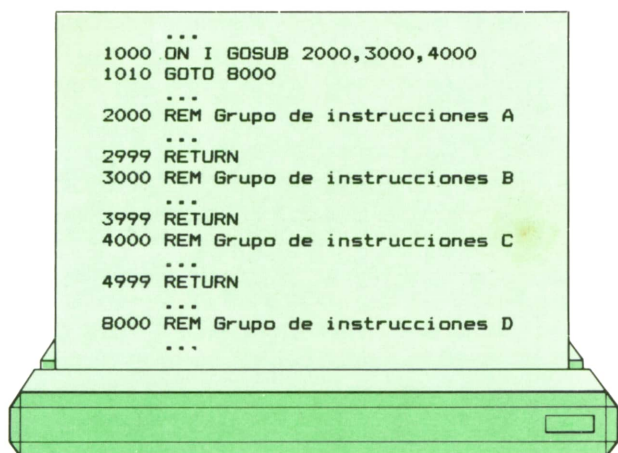 ...
1000 ON I GOSUB 2000,3000,4000
1010 GOTO 8000
...
2000 REM Grupo de instrucciones A
...
2999 RETURN
3000 REM Grupo de instrucciones B
...
3999 RETURN
4000 REM Grupo de instrucciones C
...
4999 RETURN
...
8000 REM Grupo de instrucciones D
...